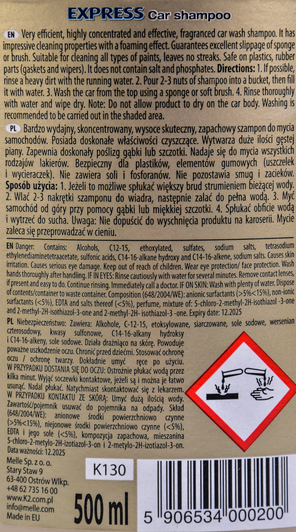 EXPRESS Car shampoo
EN Very efficient, highly concentrated and effective, fragranced car wash shampoo. It has
impressive cleaning properties with a foaming effect. Guarantees excellent slippage of sponge
or brush. Suitable for cleaning all types of paints, leaves no streaks. Safe on plastics, rubber
parts (gaskets and wipers). It does not contain salt and phosphates. Directions: 1. If possible,
rinse a heavy dirt with the running water. 2. Pour 2-3 nuts of shampoo into a bucket, then fill
it with water. 3. Wash the car from the top using a sponge or soft brush. 4. Rinse thoroughly
with water and wipe dry. Note: Do not allow product to dry on the car body. Washing is
recommended to be carried out in the shaded area.
PL Bardzo wydajny, skoncentrowany, wysoce skuteczny, zapachowy szampon do mycia
samochodów. Posiada doskonałe właściwości czyszczące. Wytwarza duże ilości gęstej
piany. Zapewnia doskonały poślizg gąbki lub szczotki. Nadaje się do mycia wszystkich
rodzajów lakierów. Bezpieczny dla plastików, elementów gumowych (uszczelek
i wycieraczek). Nie zawiera soli i fosforanów. Nie pozostawia smug i zacieków.
Sposób użycia: 1. Jeżeli to możliwe spłukać większy brud strumieniem bieżącej wody.
2. Wlać 2-3 nakrętki szamponu do wiadra, następnie zalać do pełna wodą. 3. Myć
samochód od góry przy pomocy gąbki lub miękkiej szczotki. 4. Spłukać obficie wodą
i wytrzeć do sucha. Uwaga: Nie dopuścić do wyschnięcia produktu na karoserii. Mycie
zaleca się przeprowadzać w cieniu.
EN Danger: Contains: Alcohols, C12-15, ethoxylated, sulfates, sodium salts, tetrasodium
ethylenediaminetetraacetate, sulfonic acids, C14-16-alkane hydroxy and C14-16-alkene, sodium salts. Causes skin
irritation. Causes serious eye damage. Keep out of reach of children. Wear eye protection/ face protection. Wash
hands thoroughly after handling. IF IN EYES: Rinse cautiously with water for several minutes. Remove contact lenses,
if present and easy to do. Continue rinsing. Immediately call a doctor. IF ON SKIN: Wash with plenty of water. Dispose
of contents/container to waste container. Composition (648/2004/WE): anionic surfactants (>5%<15%), non-ionic
surfactants (<5%), EDTA and salts thereof (<5%), perfume, mixture of: 5-chloro-2-methyl-2H-isothiazol-3-one
and 2-methyl-2H-isothiazol-3-one and 2-methyl-2H-isothiazol-3-one. Expiry date: 12.2025
PL Niebezpieczeństwo: Zawiera: Alkohole, C12-15, etoksylowane, siarczanowane, sole sodowe, wersenian
czterosodowy, kwasy sulfonowe, C14-16-alkany hydroksy
i C14-16 alkeny, sole sodowe. Działa drażniąco na skórę. Powoduje
poważne uszkodzenie oczu. Chronić przed dziećmi. Stosować ochronę
oczu / ochronę twarzy. Dokładnie umyć ręce po użyciu.
W PRZYPADKU DOSTANIA SIĘ DO OCZU: Ostrożnie płukać wodą przez
kilka minut. Wyjąć soczewki kontaktowe, jeżeli są i można je łatwo
usunąć. Nadal płukać. Natychmiast skontaktować się z lekarzem.
W PRZYPADKU KONTAKTU ZE SKÓRĄ: Umyć dużą ilością wody.
Zawartość/pojemnik usuwać do pojemnika na odpady. Skład
(648/2004/WE): anionowe środki powierzchniowo czynne
(>5%<15%), niejonowe środki powierzchniowo czynne (<5%),
EDTA i jego sole (<5%), kompozycja zapachowa, mieszanina
5-chloro-2-metylo-2H-izotiazol-3-on i 2-metylo-2H-izotiazol-3-on.
Data ważności: 12.2025
Melle Sp. z o.o.
Stary Staw 9
63-400 Ostrów Wlkp.
+48 62 735 16 00
www.K2.com.pl
info@melle.com.pl
K130
500 ml
5 906534 000200